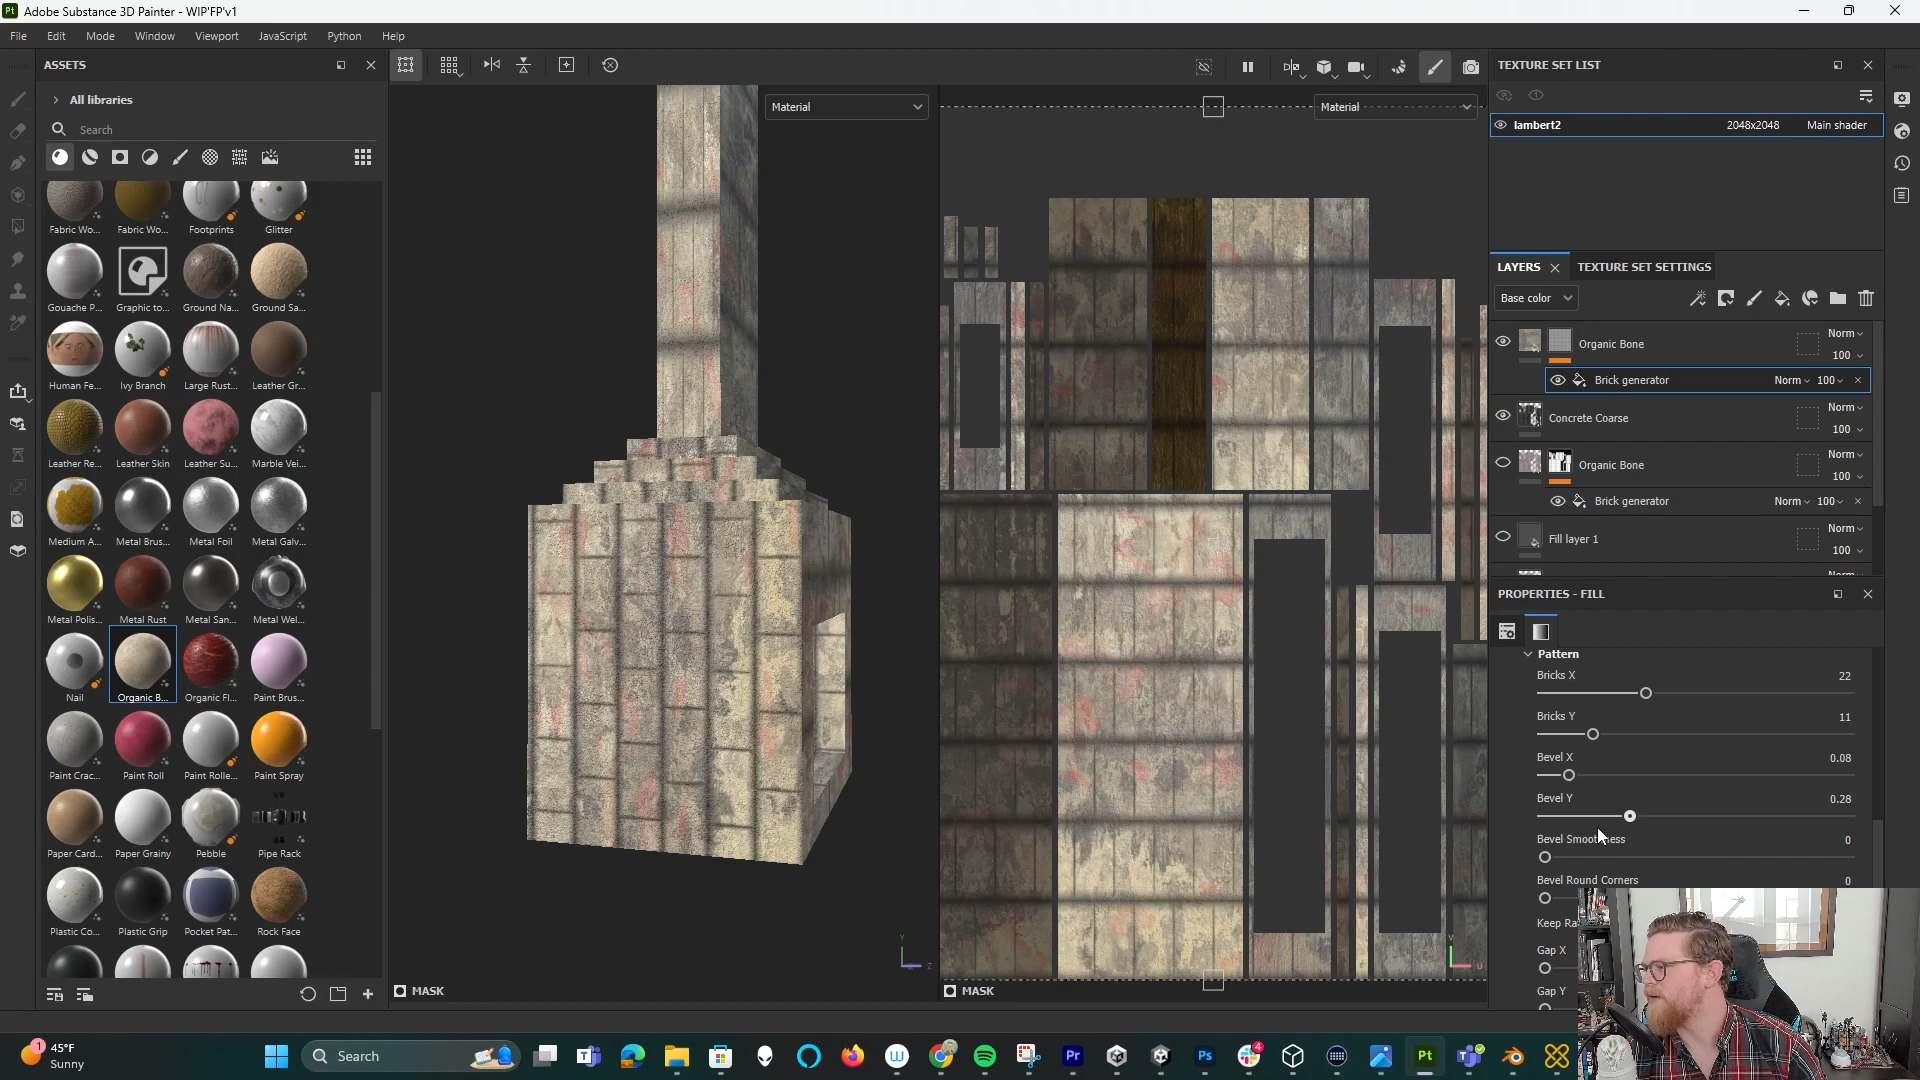 Adobe Substance 3D Painter - WIP'FP'v1
File Edit Mode Window Viewport JavaScript Python Help
ASSETS
All libraries
Search
Fabric Wo... Fabric Wo... Footprints Glitter
Gouache P... Graphic to... Ground Na... Ground Sa...
Human Fe... Ivy Branch Large Rust... Leather Gr...
Leather Re... Leather Skin Leather Su... Marble Vei...
Medium A... Metal Brus... Metal Foil Metal Galv...
Metal Polis... Metal Rust Metal San... Metal Wel...
Nail Organic B... Organic Fl... Paint Brus...
Paint Crac... Paint Roll Paint Rolle... Paint Spray
Paper Card... Paper Grainy Pebble Pipe Rack
Plastic Co... Plastic Grip Pocket Pat... Rock Face
Material
Material
MASK
MASK
TEXTURE SET LIST
lambert2 2048x2048 Main shader
LAYERS TEXTURE SET SETTINGS
Base color
Organic Bone Norm 100
Brick generator Norm 100
Concrete Coarse Norm 100
Organic Bone Norm 100
Brick generator Norm 100
Fill layer 1 Norm 100
PROPERTIES - FILL
Pattern
Bricks X 22
Bricks Y 11
Bevel X 0.08
Bevel Y 0.28
Bevel Smoothness 0
Bevel Round Corners 0
Keep Ra
Gap X
Gap Y
45°F
Sunny
Search